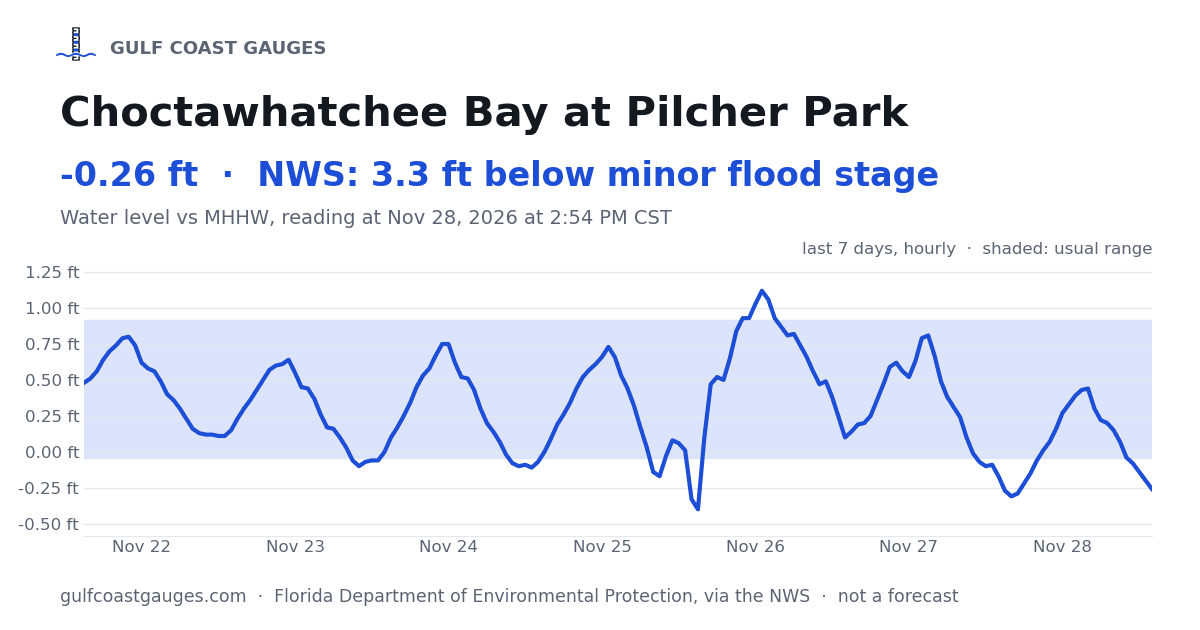 GULF COAST GAUGES
Choctawhatchee Bay at Pilcher Park
-0.26 ft · NWS: 3.3 ft below minor flood stage
Water level vs MHHW, reading at Nov 28, 2026 at 2:54 PM CST
last 7 days, hourly · shaded: usual range
1.25 ft
1.00 ft
0.75 ft
0.50 ft
0.25 ft
0.00 ft
-0.25 ft
-0.50 ft
Nov 22 Nov 23 Nov 24 Nov 25 Nov 26 Nov 27 Nov 28
gulfcoastgauges.com · Florida Department of Environmental Protection, via the NWS · not a forecast